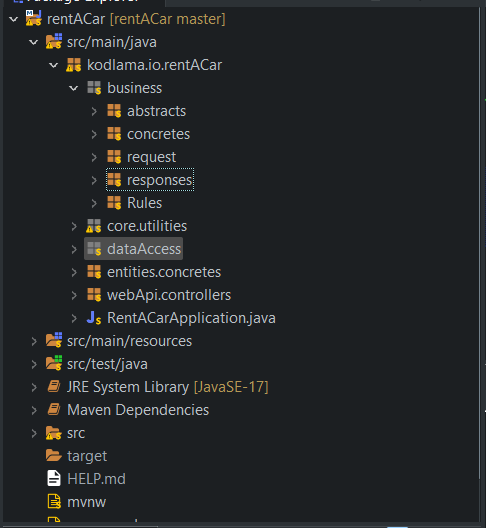 rentACar [rentACar master]
src/main/java
kodlama.io.rentACar
business
abstracts
concretes
request
responses
Rules
core.utilities
dataAccess
entities.concretes
webApi.controllers
RentACarApplication.java
src/main/resources
src/test/java
JRE System Library [JavaSE-17]
Maven Dependencies
src
target
HELP.md
mvnw